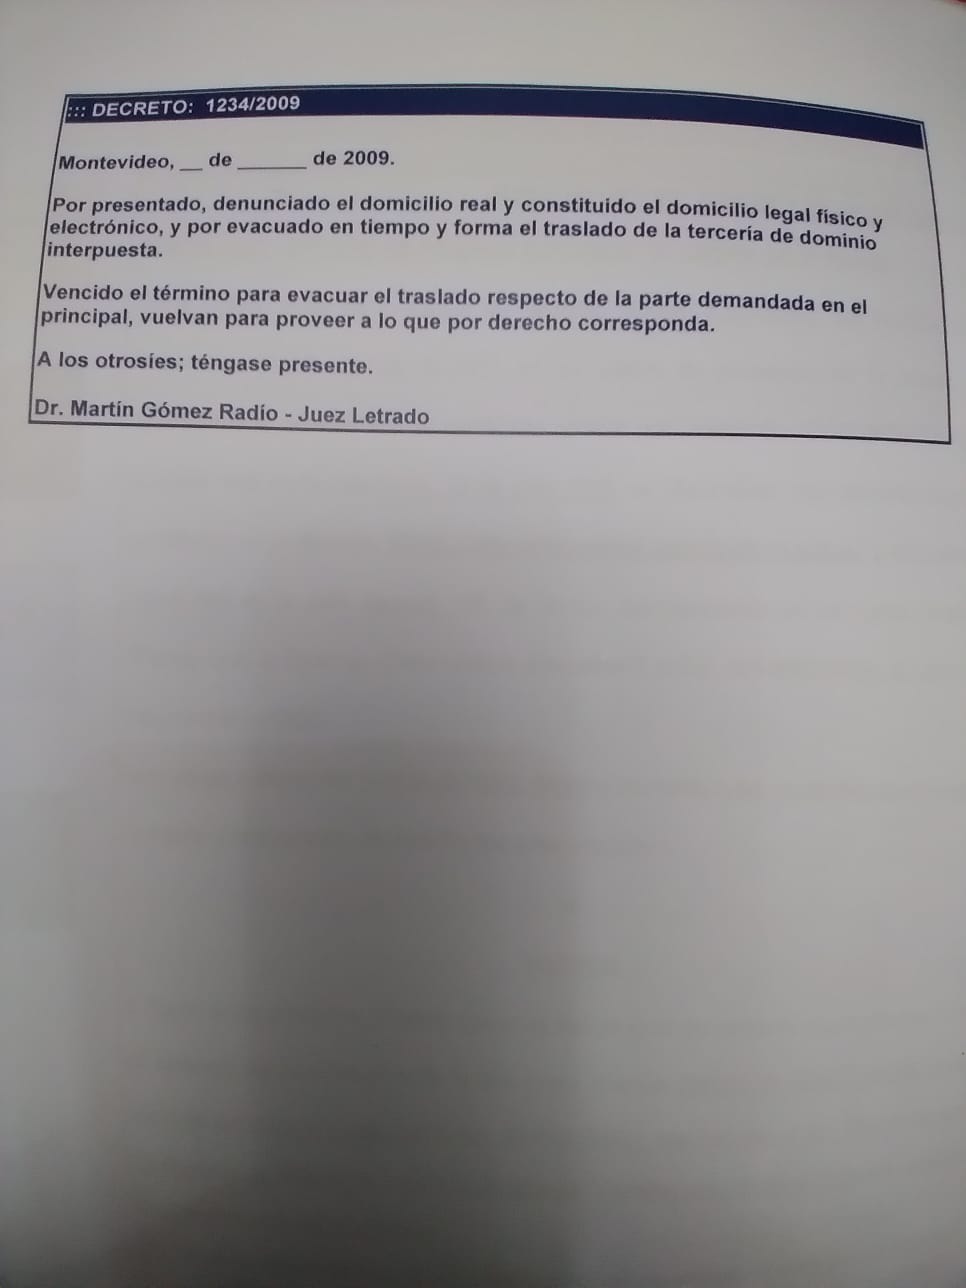 ::: DECRETO: 1234/2009
Montevideo, __ de ______ de 2009.
Por presentado, denunciado el domicilio real y constituido el domicilio legal físico y
electrónico, y por evacuado en tiempo y forma el traslado de la tercería de dominio
interpuesta.
Vencido el término para evacuar el traslado respecto de la parte demandada en el
principal, vuelvan para proveer a lo que por derecho corresponda.
A los otrosíes; téngase presente.
Dr. Martín Gómez Radío - Juez Letrado